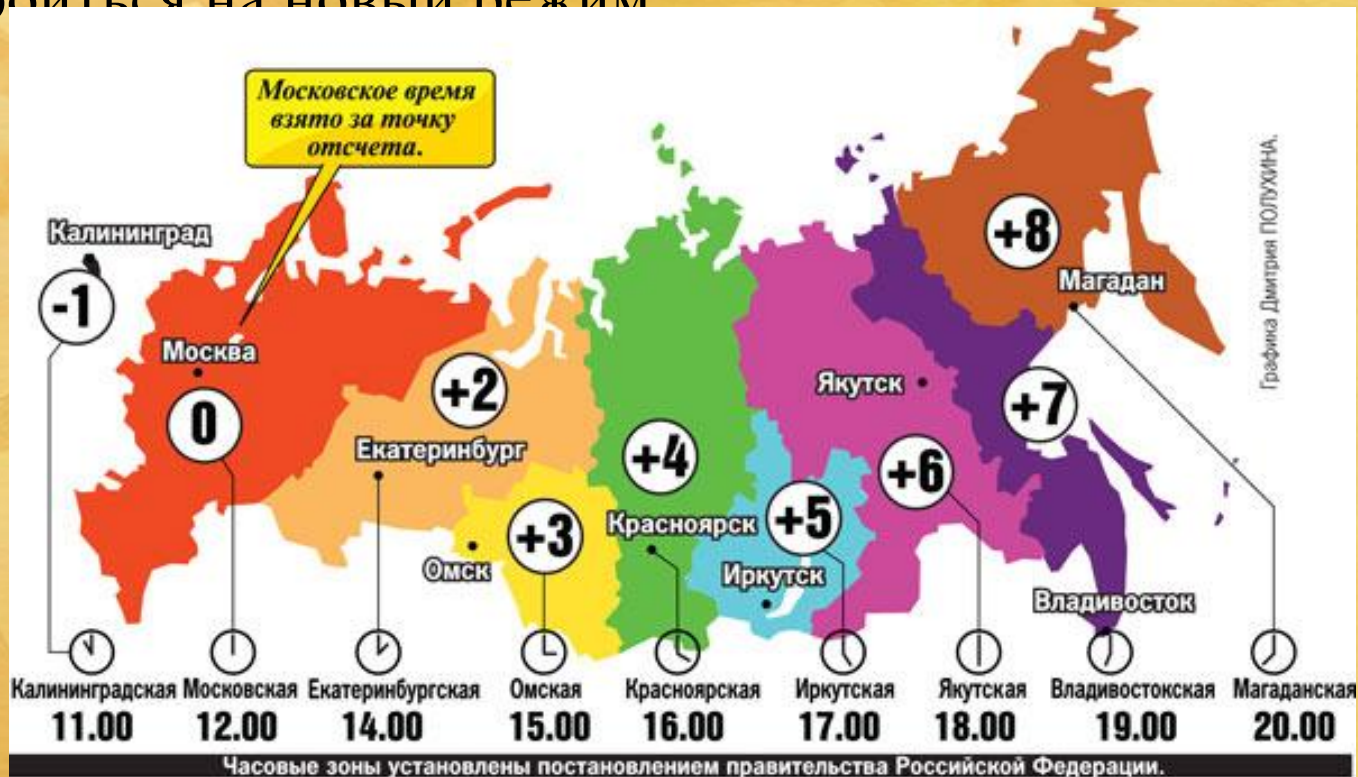 на новый режим
Московское время
взято за точку
отсчета.
Калининград
-1
Москва
0
+2
Екатеринбург
Омск
+3
+4
Красноярск
+5
Иркутск
Якутск
+6
+7
+8
Магадан
Владивосток
Графика Дмитрия ПОЛУХИНА.
Калининградская Московская Екатеринбургская Омская Красноярская Иркутская Якутская Владивостокская Магаданская
11.00 12.00 14.00 15.00 16.00 17.00 18.00 19.00 20.00
Часовые зоны установлены постановлением правительства Российской Федерации.